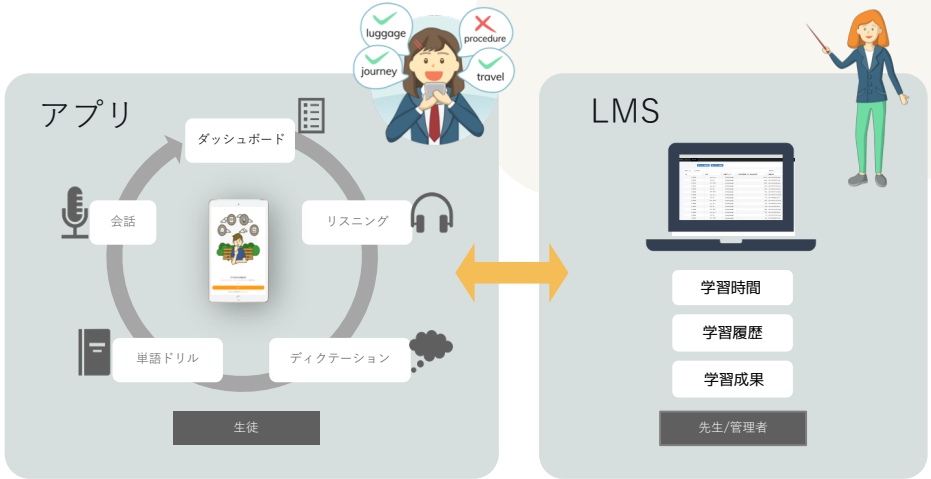 luggage
procedure
journey
travel
アプリ
ダッシュボード
会話
リスニング
単語ドリル
ディクテーション
生徒
LMS
学習時間
学習履歴
学習成果
先生/管理者